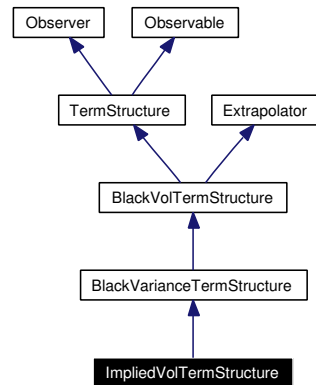 Observer
Observable
TermStructure
Extrapolator
BlackVolTermStructure
BlackVarianceTermStructure
ImpliedVolTermStructure